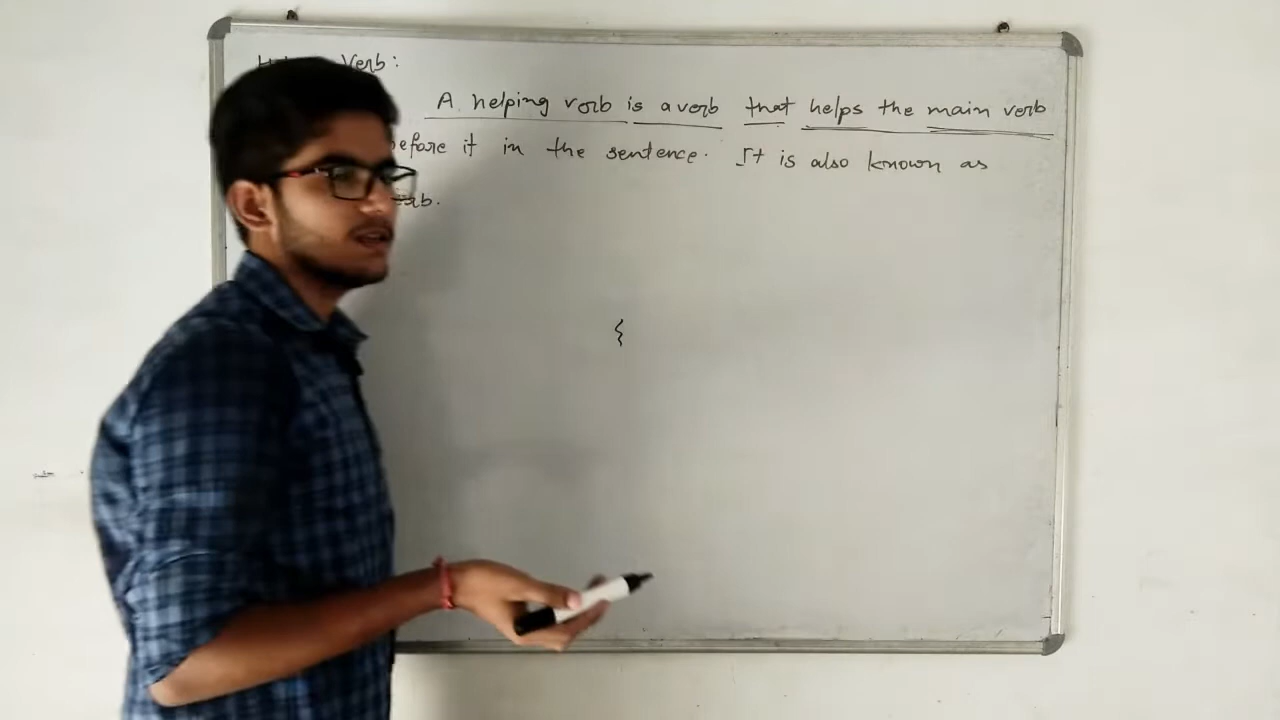 Verb:
A helping verb is a verb that helps the main verb
before it in the sentence. It is also known as